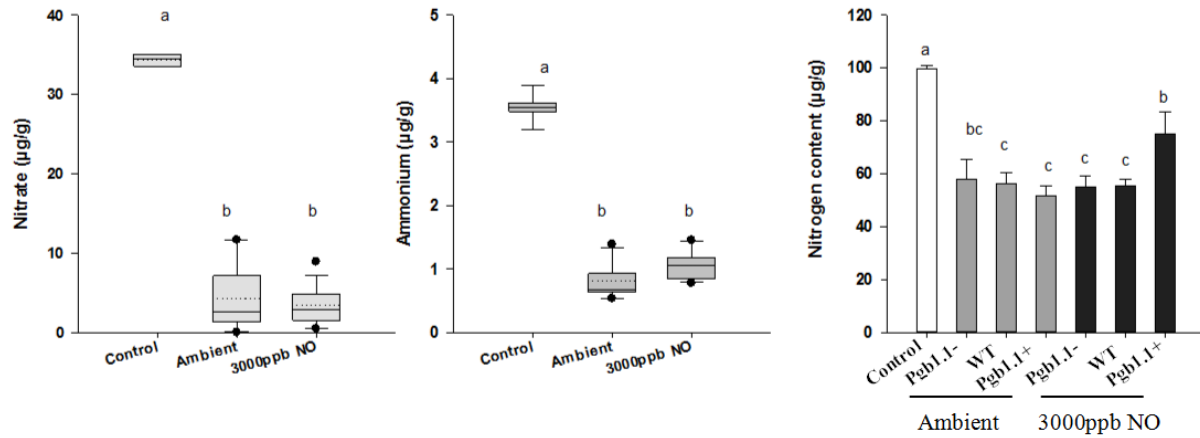 Nitrate (µg/g)
40
30
20
10
0
a
b
b
Control
Ambient
3000ppb NO
Ammonium (µg/g)
5
4
3
2
1
0
a
b
b
Control
Ambient
3000ppb NO
Nitrogen content (µg/g)
120
100
80
60
40
20
0
a
bc
c
c
c
c
b
Control
Pgb1.1-
WT
Pgb1.1+
Pgb1.1-
WT
Pgb1.1+
Ambient
3000ppb NO